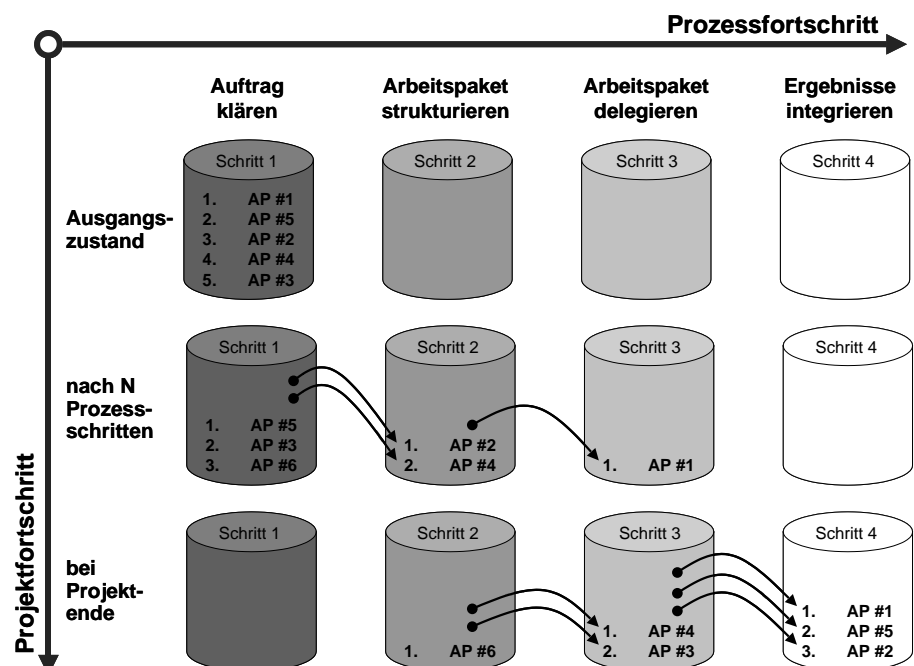 Prozessfortschritt
Auftrag
klären
Arbeitspaket
strukturieren
Arbeitspaket
delegieren
Ergebnisse
integrieren
Ausgangs-
zustand
Schritt 1
1. AP #1
2. AP #5
3. AP #2
4. AP #4
5. AP #3
Schritt 2
Schritt 3
Schritt 4
nach N
Prozess-
schritten
Schritt 1
1. AP #5
2. AP #3
3. AP #6
Schritt 2
1. AP #2
2. AP #4
Schritt 3
1. AP #1
Schritt 4
bei
Projekt-
ende
Schritt 1
Schritt 2
1. AP #6
Schritt 3
1. AP #4
2. AP #3
Schritt 4
1. AP #1
2. AP #5
3. AP #2
Projektfortschritt